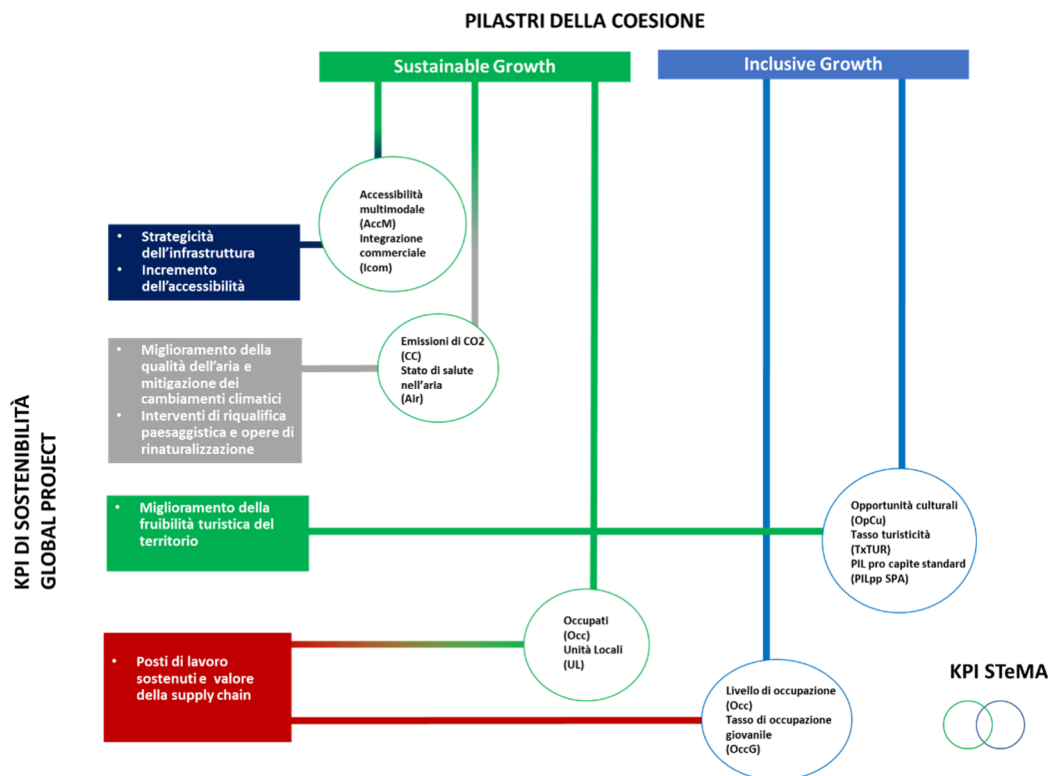 PILASTRI DELLA COESIONE
Sustainable Growth
Inclusive Growth
KPI DI SOSTENIBILITÀ
GLOBAL PROJECT
• Strategicità
dell'infrastruttura
• Incremento
dell'accessibilità
Accessibilità
multimodale
(AccM)
Integrazione
commerciale
(Icom)
• Miglioramento della
qualità dell'aria e
mitigazione dei
cambiamenti climatici
• Interventi di riqualifica
paesaggistica e opere di
rinaturalizzazione
Emissioni di CO2
(CC)
Stato di salute
nell'aria
(Air)
• Miglioramento della
fruibilità turistica del
territorio
Opportunità culturali
(OpCu)
Tasso turisticità
(TxTUR)
PIL pro capite standard
(PILpp SPA)
• Posti di lavoro
sostenuti e valore
della supply chain
Occupati
(Occ)
Unità Locali
(UL)
Livello di occupazione
(Occ)
Tasso di occupazione
giovanile
(OccG)
KPI STeMA